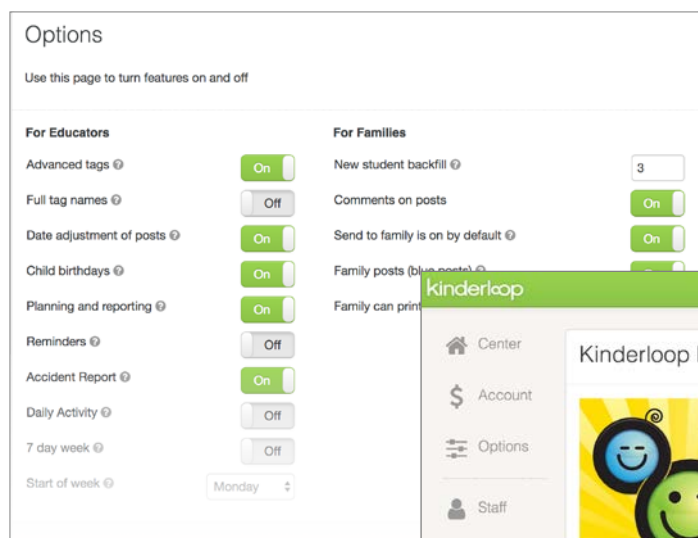 Options
Use this page to turn features on and off
For Educators
Advanced tags On
Full tag names Off
Date adjustment of posts On
Child birthdays On
Planning and reporting On
Reminders Off
Accident Report On
Daily Activity Off
7 day week Off
Start of week Monday
For Families
New student backfill 3
Comments on posts On
Send to family is on by default On
Family posts (blue posts)
Family can print
kinderloop
Center
Account
Options
Staff
Kinderloop